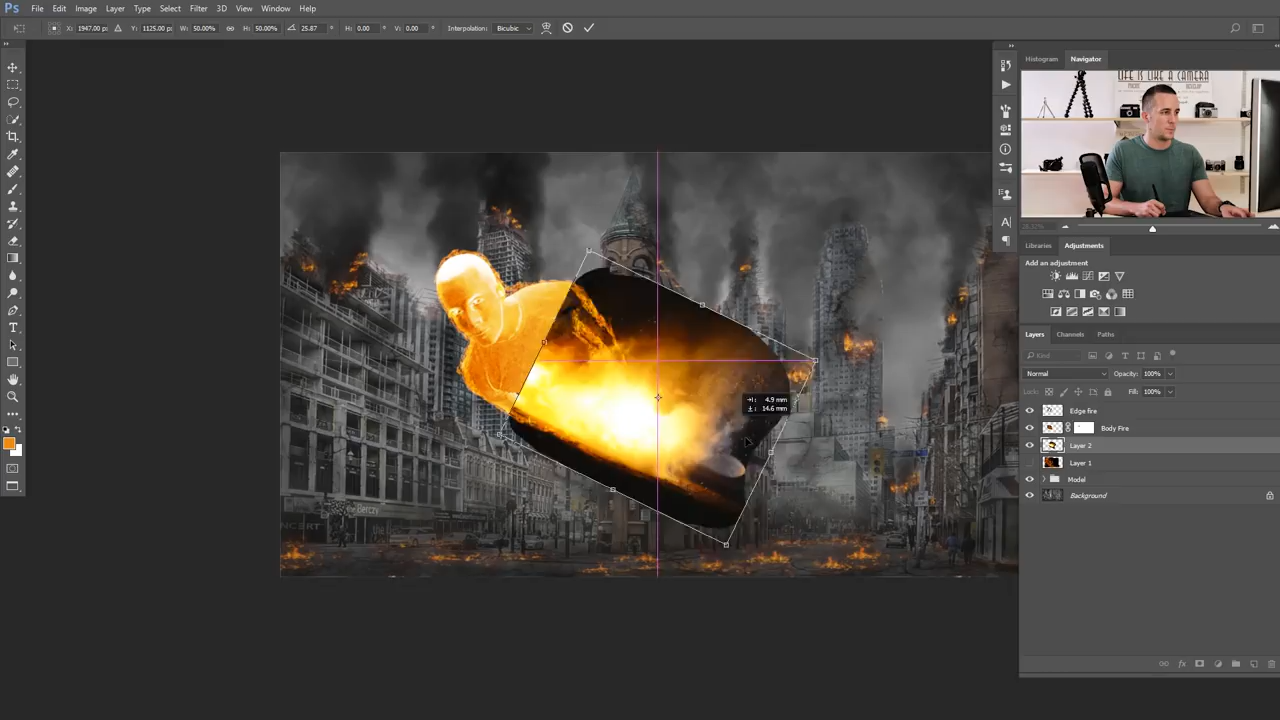 Ps File Edit Image Layer Type Select Filter 3D View Window Help
X: 1947.00 px Y: 1125.00 px W: 50.00% H: 50.00% 25.87 ° H: 0.00 ° V: 0.00 ° Interpolation: Bicubic
Histogram Navigator
LIFE IS LIKE A CAMERA
Libraries Adjustments
Add an adjustment
Layers Channels Paths
Kind
Normal Opacity: 100%
Lock: Fill: 100%
Edge fire
Body Fire
Layer 2
Layer 1
Model
Background
4.9 mm
14.6 mm